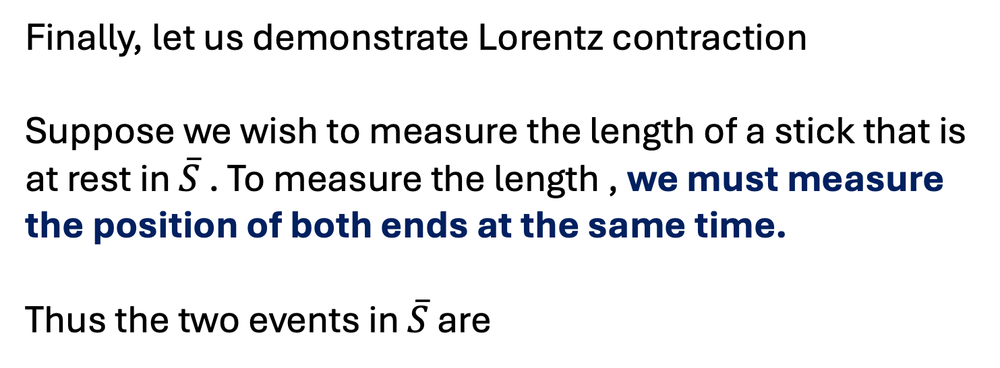 Finally, let us demonstrate Lorentz contraction
Suppose we wish to measure the length of a stick that is
at rest in S̄ . To measure the length , we must measure
the position of both ends at the same time.
Thus the two events in S̄ are